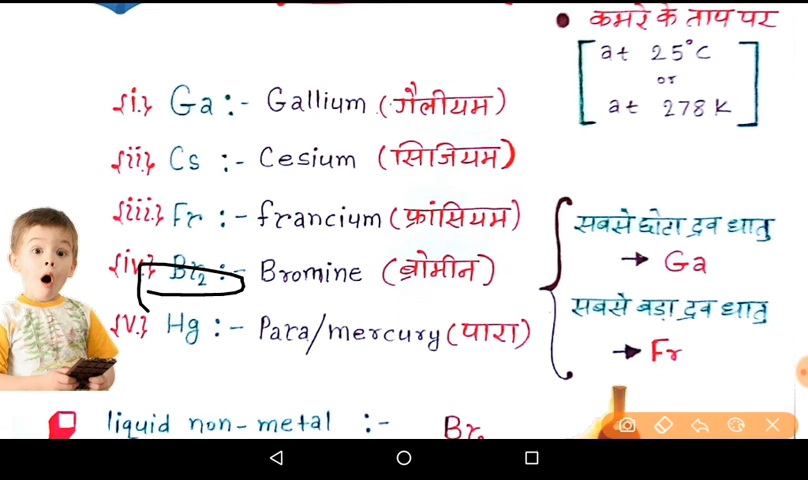 कमरे के ताप पर
at 25°C
or
at 278 K
{i.} Ga :- Gallium (गैलीयम)
{ii.} Cs :- Cesium (सिजियम)
{iii.} Fr :- francium (फ्रांसियम)
{iv.} Br₂ :- Bromine (ब्रोमीन)
{v.} Hg :- Para/mercury (पारा)
सबसे छोटा द्रव धातु
→ Ga
सबसे बड़ा द्रव धातु
→ Fr
liquid non-metal :- Br